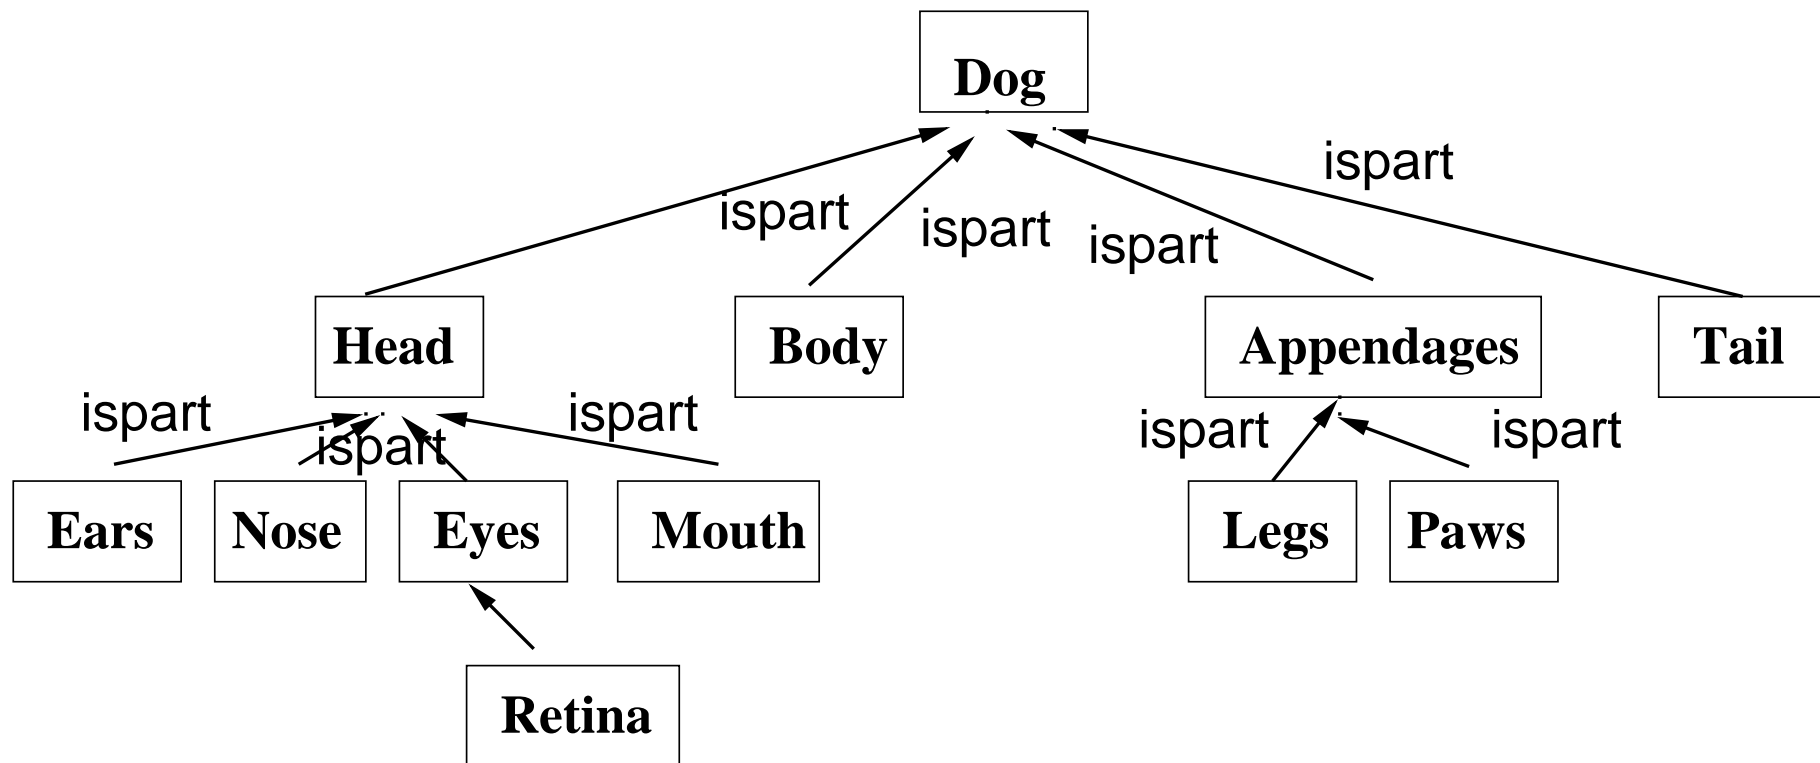 Dog
ispart
ispart
ispart
ispart
Head
Body
Appendages
Tail
ispart
ispart
ispart
ispart
ispart
Ears
Nose
Eyes
Mouth
Legs
Paws
Retina